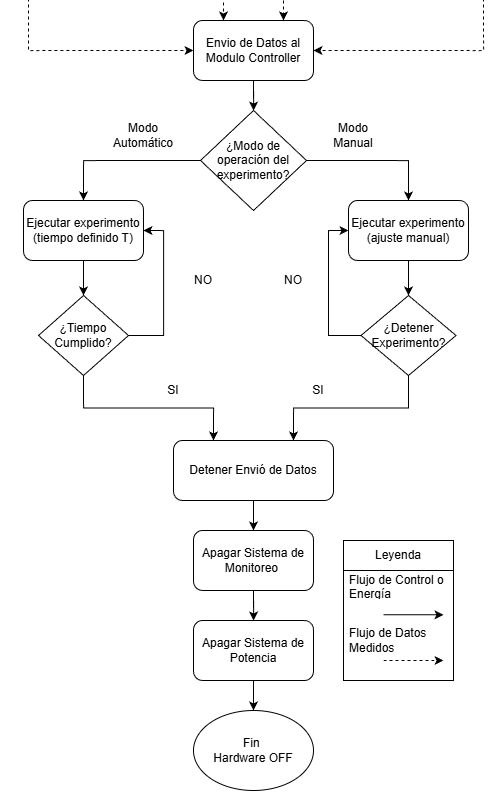 Envio de Datos al
Modulo Controller
Modo
Automático
¿Modo de
operación del
experimento?
Modo
Manual
Ejecutar experimento
(tiempo definido T)
Ejecutar experimento
(ajuste manual)
NO
NO
¿Tiempo
Cumplido?
¿Detener
Experimento?
SI
SI
Detener Envió de Datos
Apagar Sistema de
Monitoreo
Leyenda
Flujo de Control o
Energía
Flujo de Datos
Medidos
Apagar Sistema de
Potencia
Fin
Hardware OFF